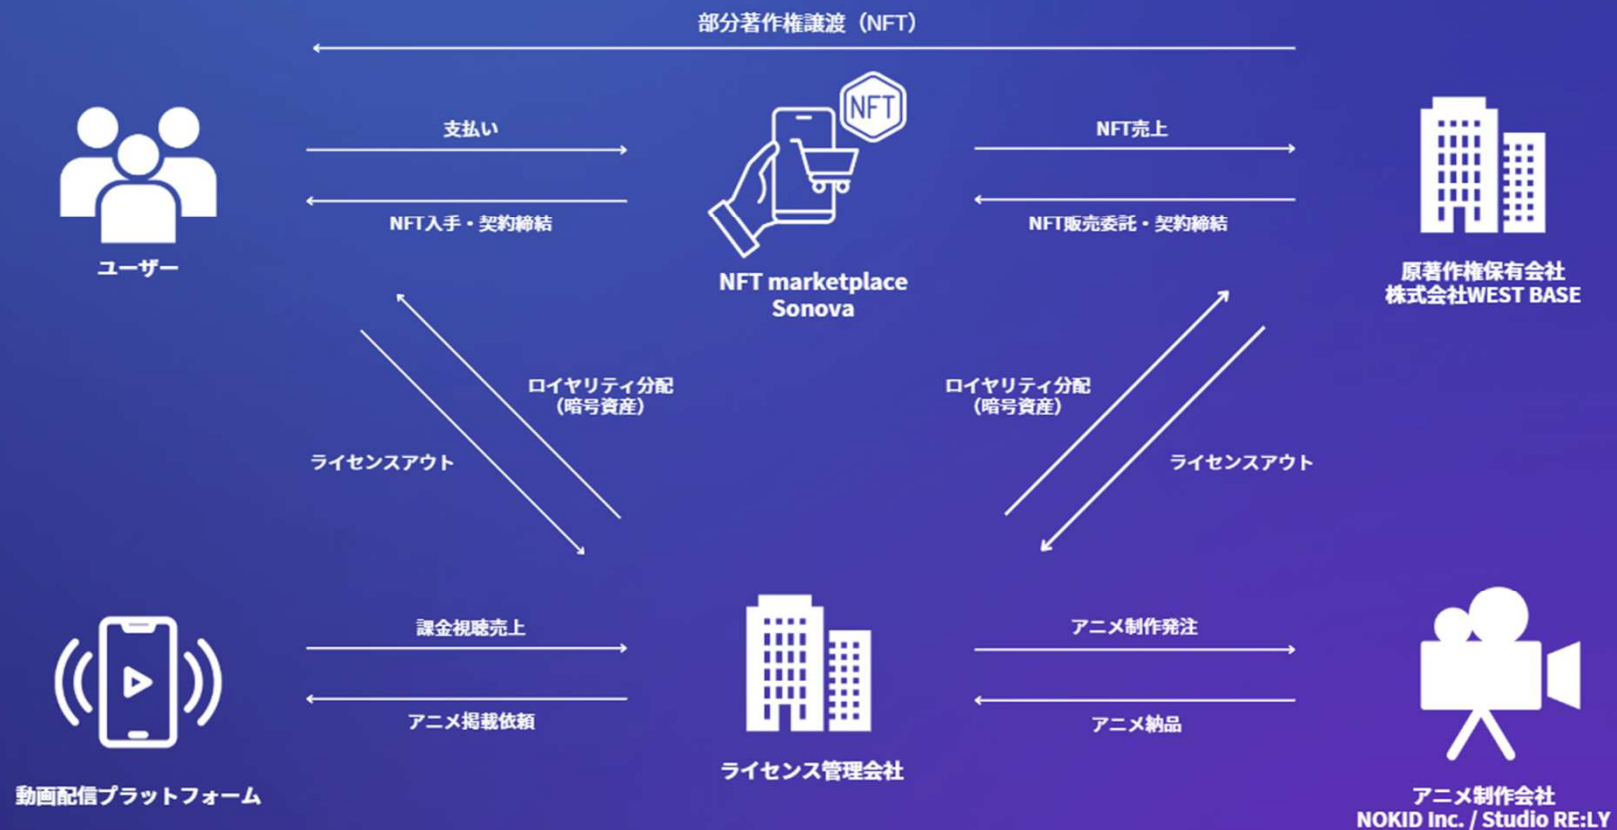 部分著作権譲渡（NFT）
NFT
支払い
NFT売上
NFT入手・契約締結
NFT販売委託・契約締結
ユーザー
NFT marketplace
Sonova
原著作権保有会社
株式会社WEST BASE
ロイヤリティ分配
（暗号資産）
ロイヤリティ分配
（暗号資産）
ライセンスアウト
ライセンスアウト
課金視聴売上
アニメ制作発注
アニメ掲載依頼
アニメ納品
動画配信プラットフォーム
ライセンス管理会社
アニメ制作会社
NOKID Inc. / Studio RE:LY